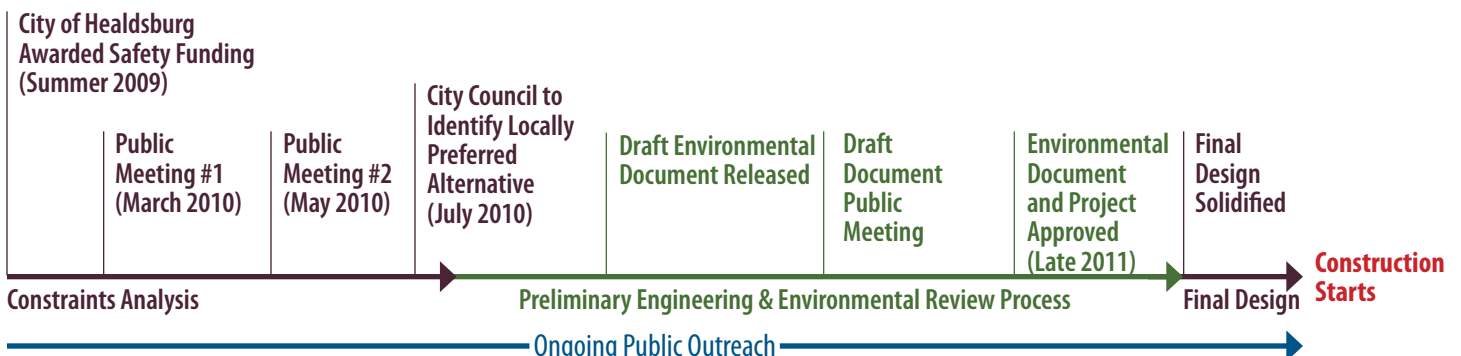 City of Healdsburg
Awarded Safety Funding
(Summer 2009)
Public
Meeting #1
(March 2010)
Public
Meeting #2
(May 2010)
City Council to
Identify Locally
Preferred
Alternative
(July 2010)
Draft Environmental
Document Released
Draft
Document
Public
Meeting
Environmental
Document
and Project
Approved
(Late 2011)
Final
Design
Solidified
Construction
Starts
Constraints Analysis
Preliminary Engineering & Environmental Review Process
Final Design
Ongoing Public Outreach